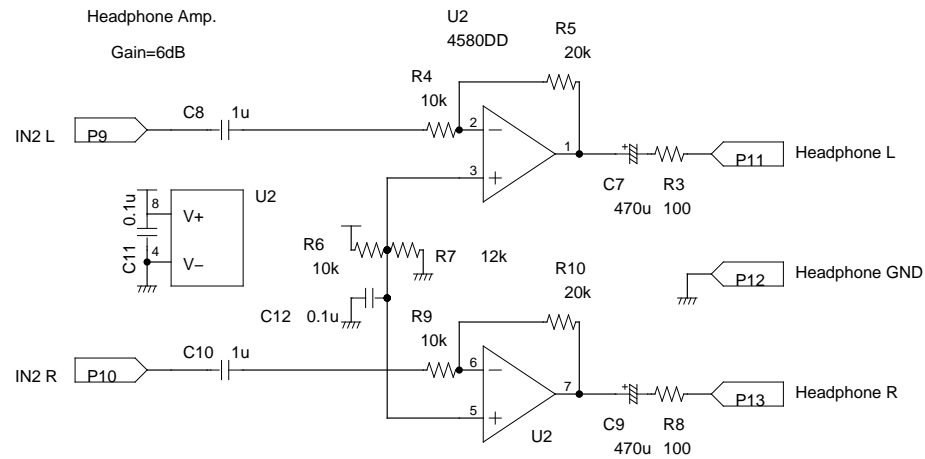 Headphone Amp.
Gain=6dB
U2
4580DD
R5
20k
R4
10k
C8
1u
IN2 L
P9
2
1
3
P11
Headphone L
C7
470u
R3
100
0.1u
C11
8
V+
4
V−
U2
R6
10k
R7
12k
C12
0.1u
P12
Headphone GND
R10
20k
R9
10k
C10
1u
IN2 R
P10
6
7
5
P13
Headphone R
C9
470u
R8
100
U2